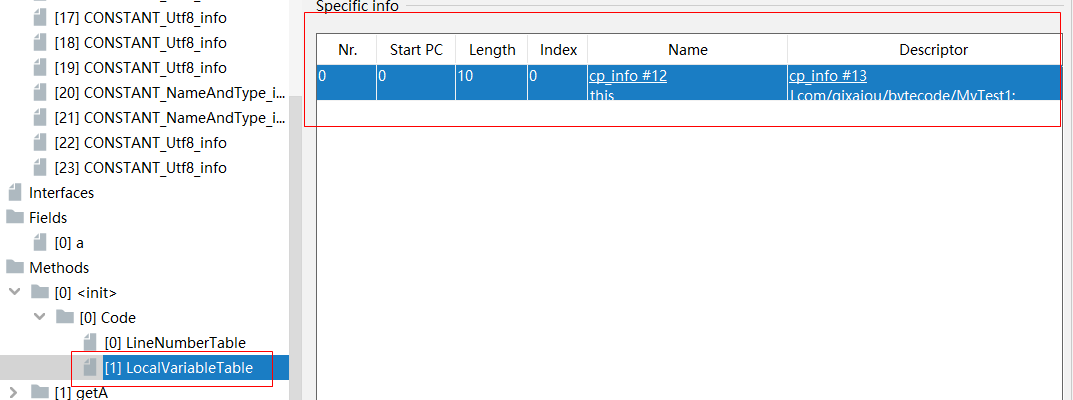 [17] CONSTANT_Utf8_info
[18] CONSTANT_Utf8_info
[19] CONSTANT_Utf8_info
[20] CONSTANT_NameAndType_i...
[21] CONSTANT_NameAndType_i...
[22] CONSTANT_Utf8_info
[23] CONSTANT_Utf8_info
Interfaces
Fields
[0] a
Methods
[0] <init>
[0] Code
[0] LineNumberTable
[1] LocalVariableTable
[1] getA
Specific info
Nr. Start PC Length Index Name Descriptor
0 0 10 0 cp_info #12 cp_info #13
this Lcom/qixaiou/bytecode/MyTest1;